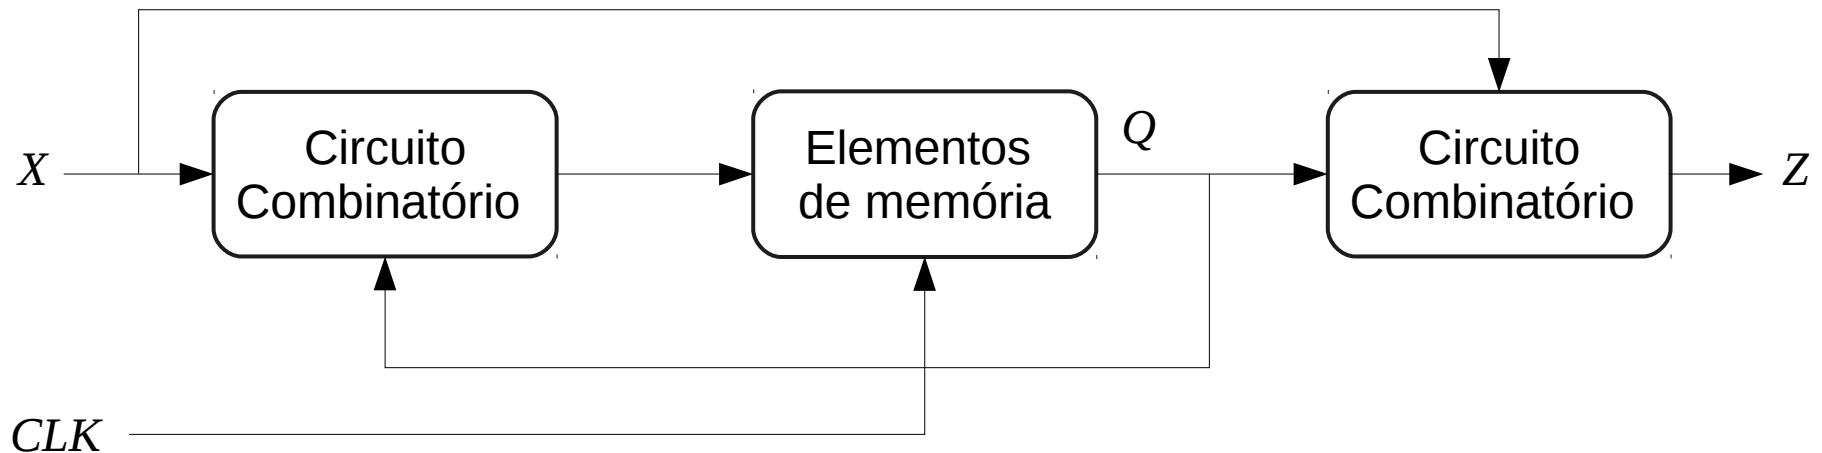 X
Circuito
Combinatório
Elementos
de memória
Q
Circuito
Combinatório
Z
CLK